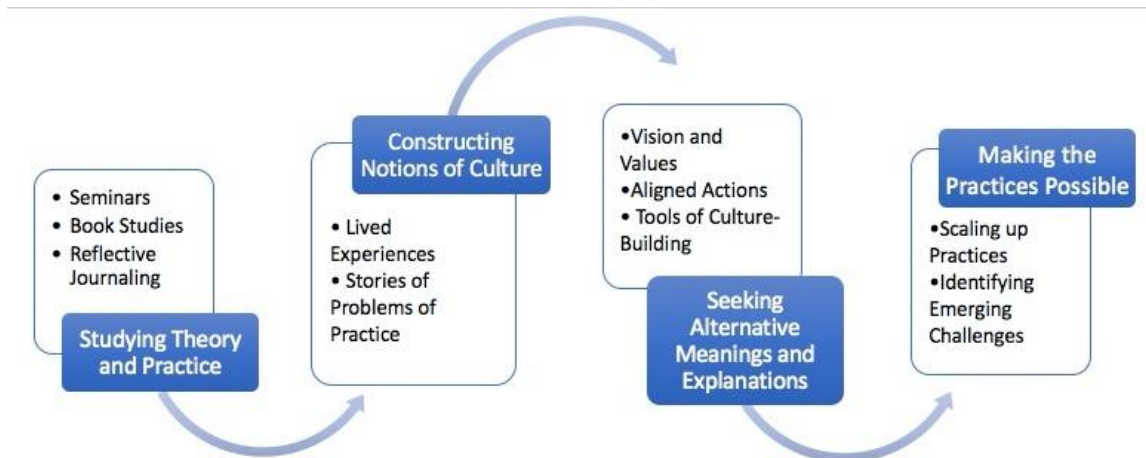 • Seminars
• Book Studies
• Reflective
Journaling
Studying Theory
and Practice
Constructing
Notions of Culture
• Lived
Experiences
• Stories of
Problems of
Practice
•Vision and
Values
•Aligned Actions
• Tools of Culture-
Building
Seeking
Alternative
Meanings and
Explanations
Making the
Practices Possible
•Scaling up
Practices
•Identifying
Emerging
Challenges